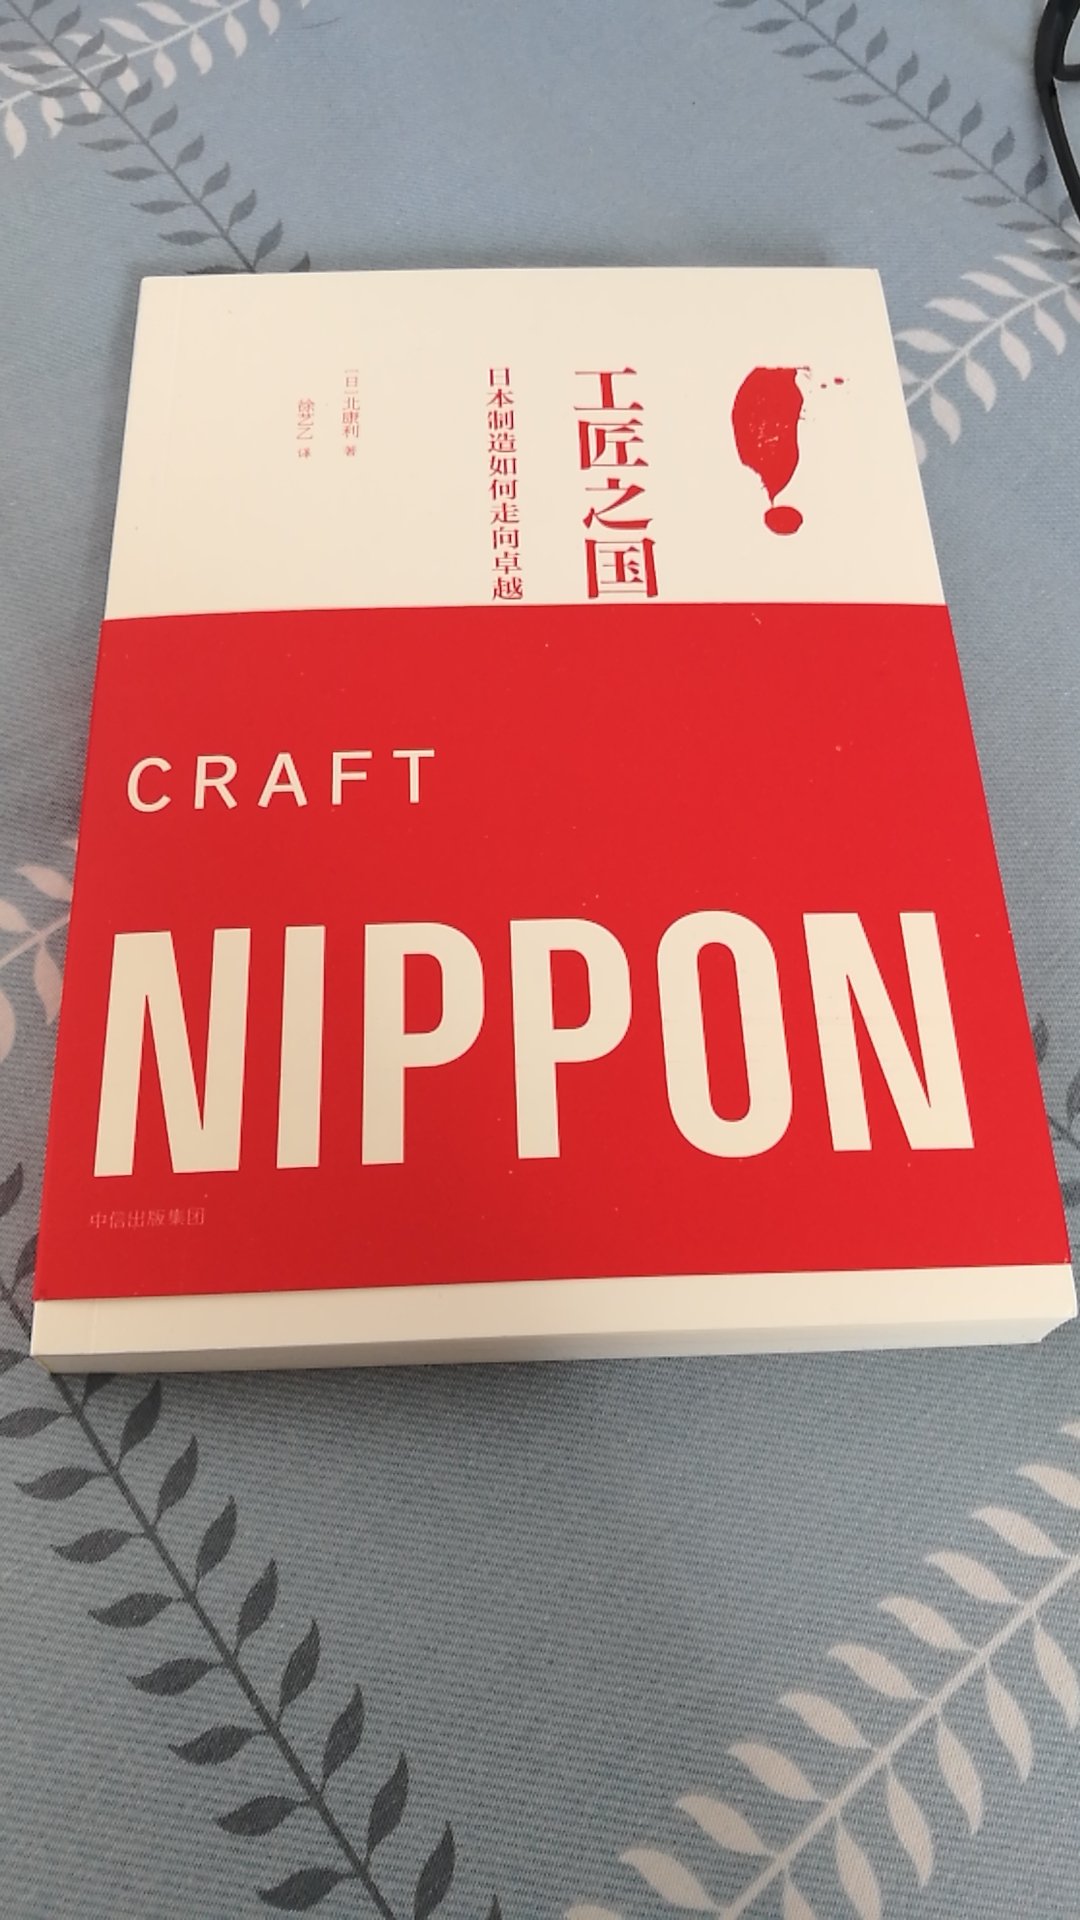 工匠之国
日本制造如何走向卓越
[日]北康利 著
徐艺乙 译
CRAFT
NIPPON
中信出版集团